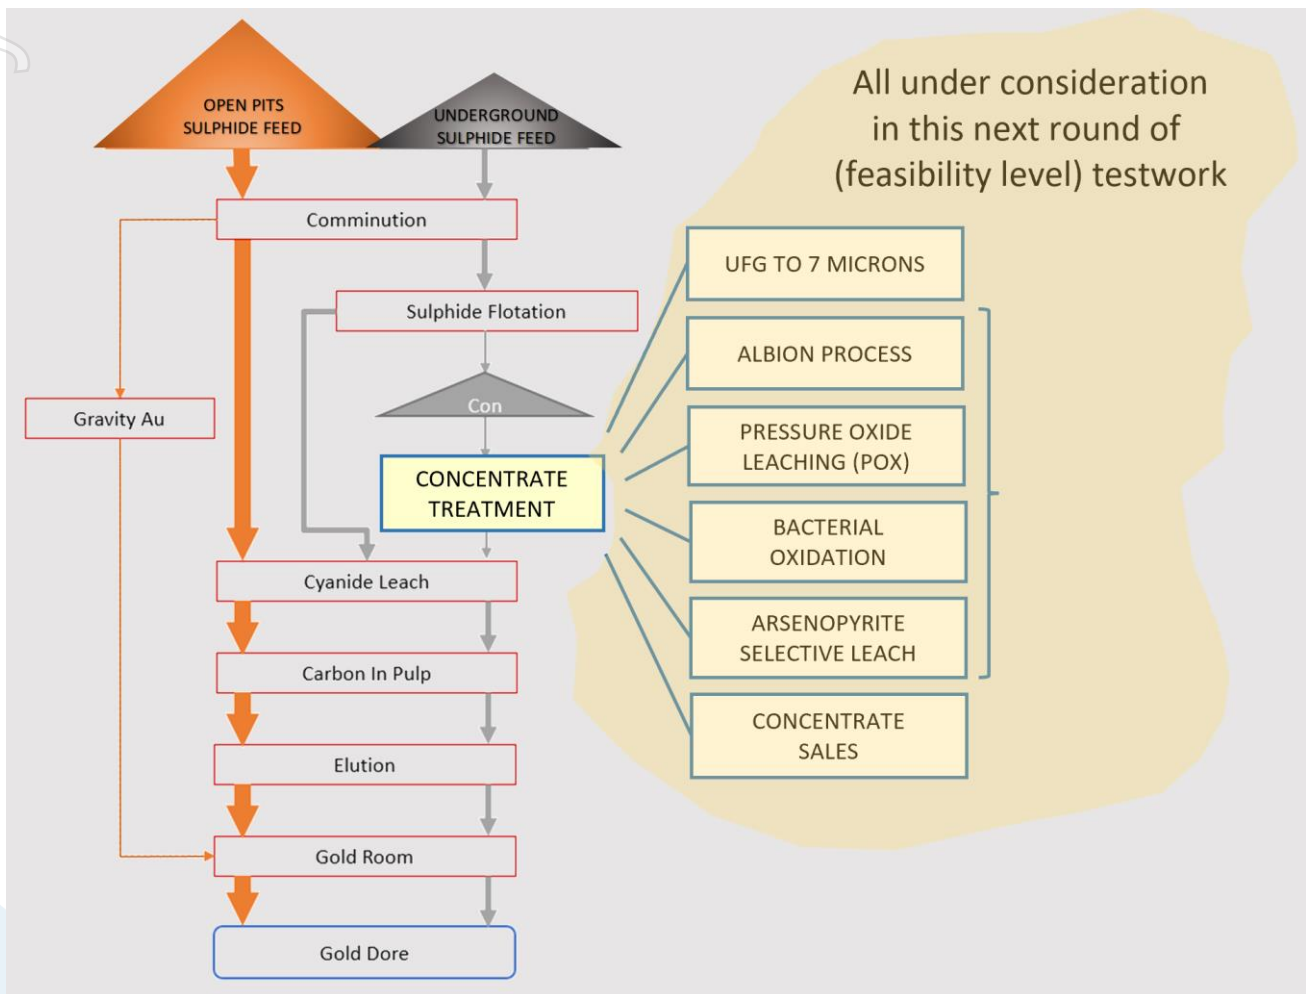 OPEN PITS
SULPHIDE FEED
UNDERGROUND
SULPHIDE FEED
All under consideration
in this next round of
(feasibility level) testwork
Comminution
Sulphide Flotation
Con
Gravity Au
CONCENTRATE
TREATMENT
Cyanide Leach
Carbon In Pulp
Elution
Gold Room
Gold Dore
UFG TO 7 MICRONS
ALBION PROCESS
PRESSURE OXIDE
LEACHING (POX)
BACTERIAL
OXIDATION
ARSENOPYRITE
SELECTIVE LEACH
CONCENTRATE
SALES